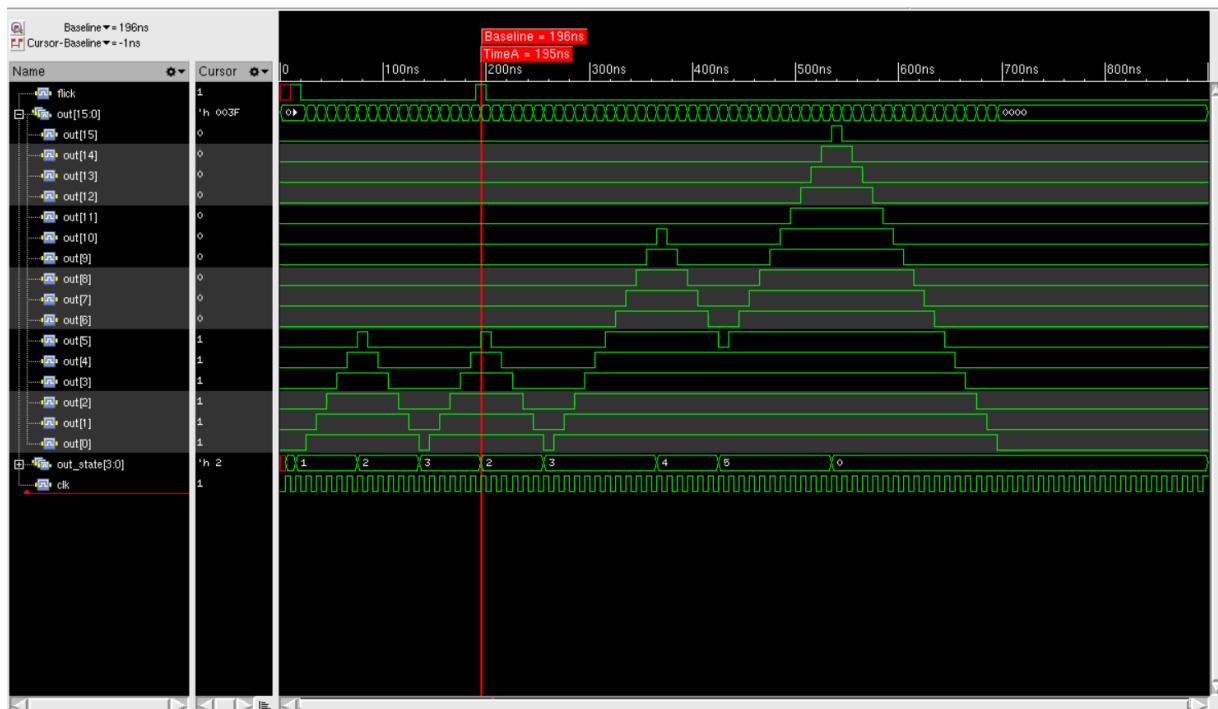 Baseline ▾ = 196ns
Cursor-Baseline ▾ = -1ns
Baseline = 196ns
TimeA = 195ns
Name Cursor 0 100ns 200ns 300ns 400ns 500ns 600ns 700ns 800ns
flick 1
out[15:0] 'h 003F 0 0000
out[15] 0
out[14] 0
out[13] 0
out[12] 0
out[11] 0
out[10] 0
out[9] 0
out[8] 0
out[7] 0
out[6] 0
out[5] 1
out[4] 1
out[3] 1
out[2] 1
out[1] 1
out[0] 1
out_state[3:0] 'h 2 1 2 3 2 3 4 5 0
clk 1